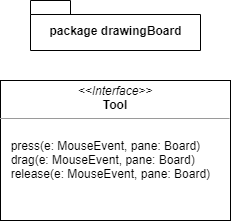 package drawingBoard
<<Interface>>
Tool
press(e: MouseEvent, pane: Board)
drag(e: MouseEvent, pane: Board)
release(e: MouseEvent, pane: Board)